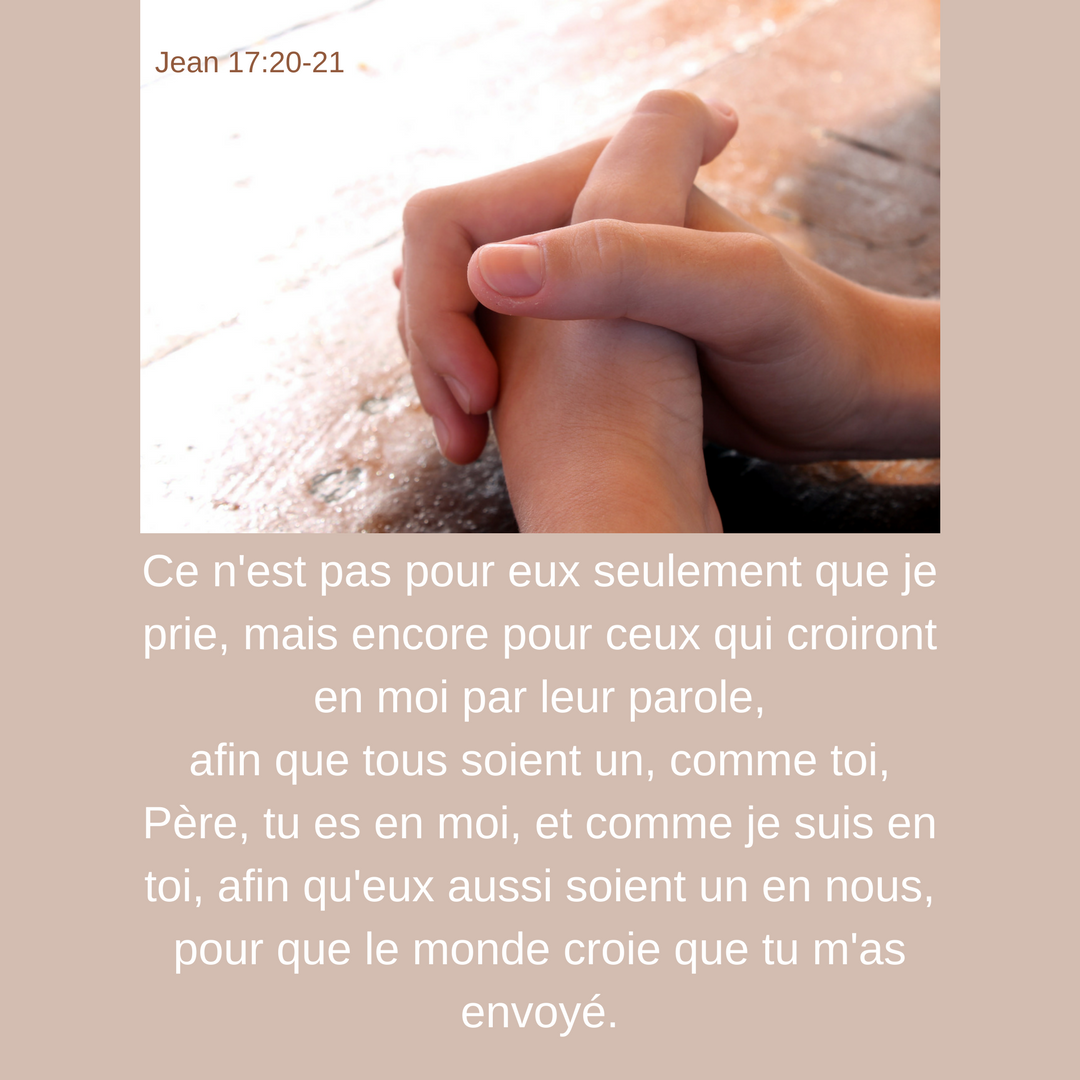 Jean 17:20-21
Ce n'est pas pour eux seulement que je
prie, mais encore pour ceux qui croiront
en moi par leur parole,
afin que tous soient un, comme toi,
Père, tu es en moi, et comme je suis en
toi, afin qu'eux aussi soient un en nous,
pour que le monde croie que tu m'as
envoyé.